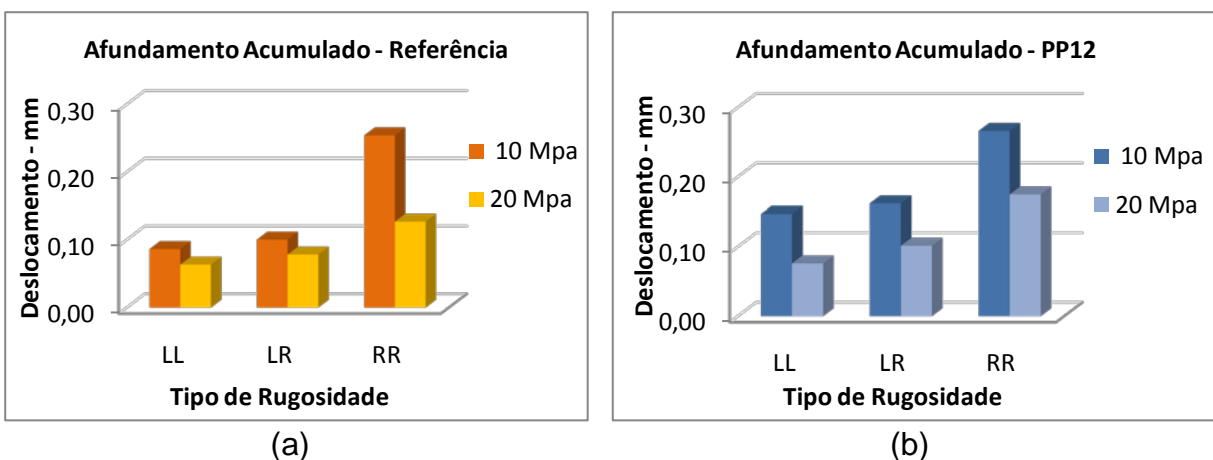 Afundamento Acumulado - Referência
Deslocamento - mm
0,30
0,20
0,10
0,00
LL LR RR
Tipo de Rugosidade
10 Mpa
20 Mpa
(a)
Afundamento Acumulado - PP12
Deslocamento - mm
0,30
0,20
0,10
0,00
LL LR RR
Tipo de Rugosidade
10 Mpa
20 Mpa
(b)